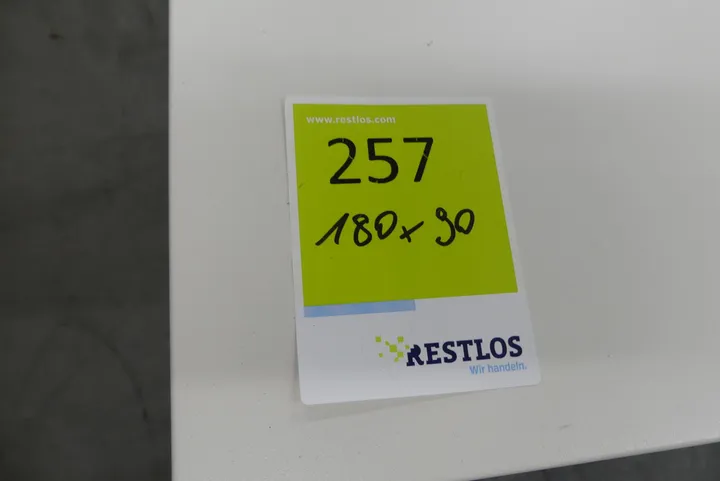 www.restlos.com
257
180x90
RESTLOS
Wir handeln.